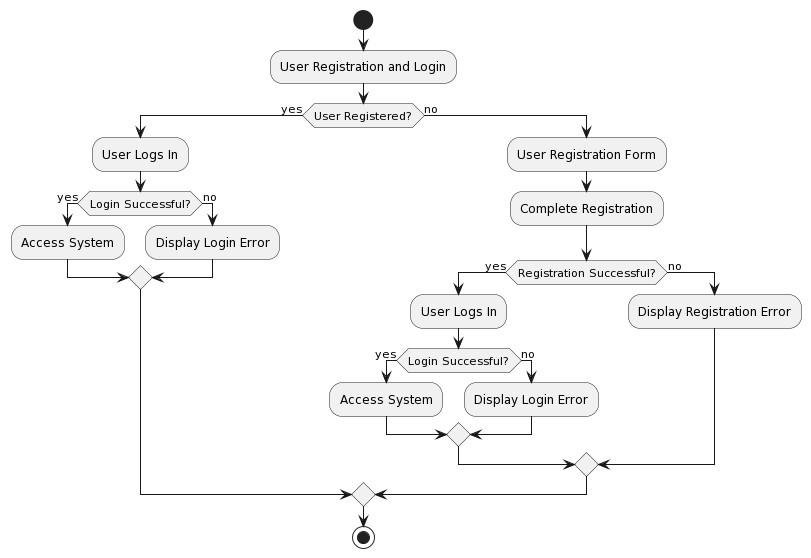 User Registration and Login
yes
User Registered?
no
User Logs In
User Registration Form
yes
Login Successful?
no
Complete Registration
Access System
Display Login Error
yes
Registration Successful?
no
User Logs In
Display Registration Error
yes
Login Successful?
no
Access System
Display Login Error